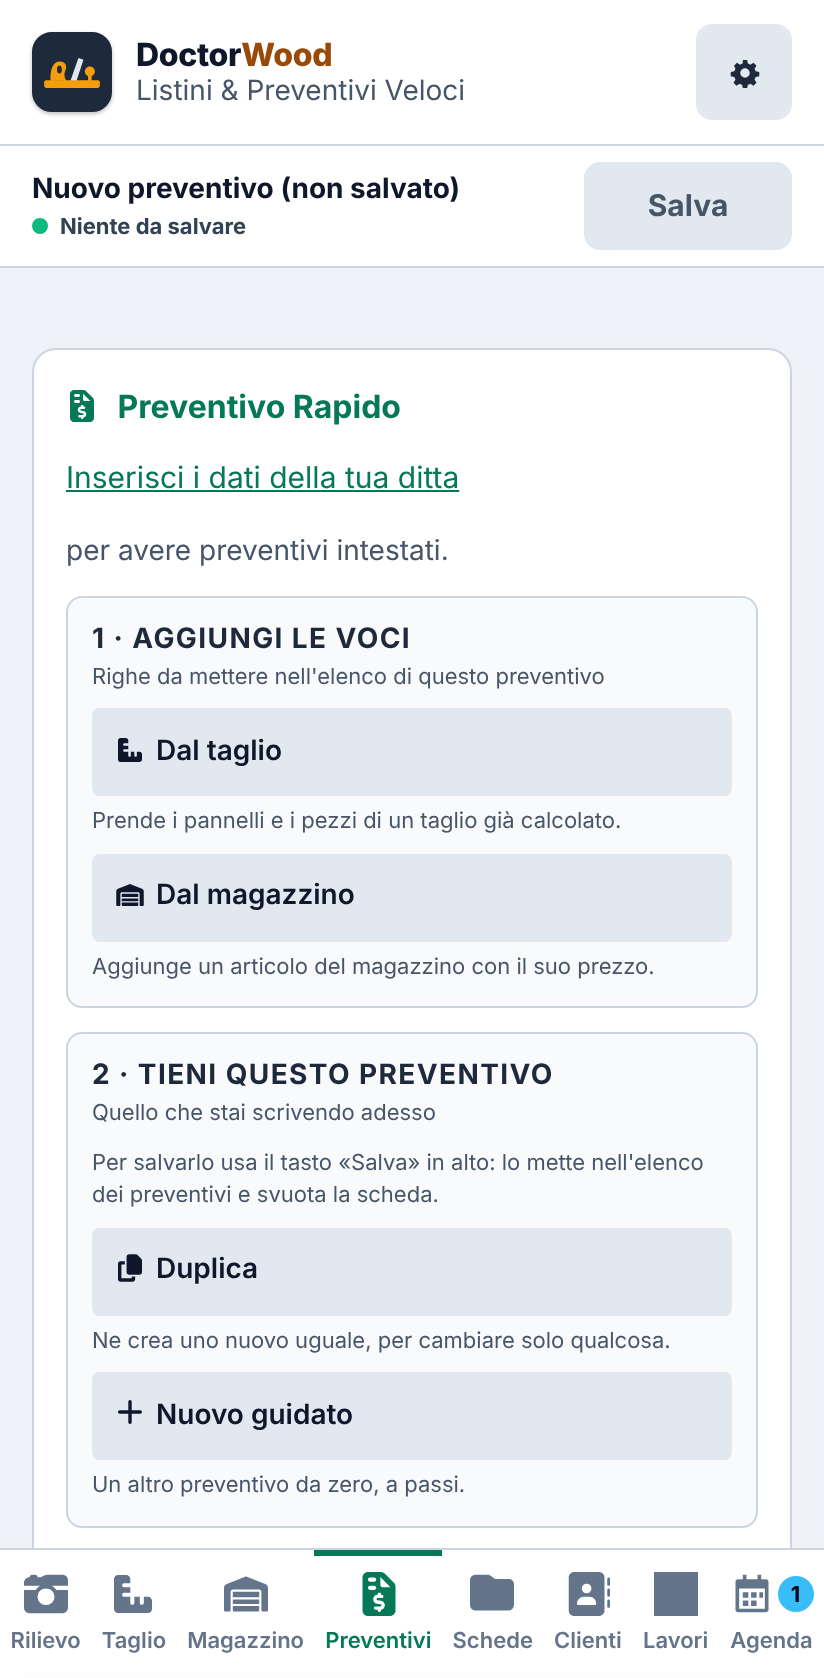 DoctorWood
Listini & Preventivi Veloci
Nuovo preventivo (non salvato)
Niente da salvare
Salva
Preventivo Rapido
Inserisci i dati della tua ditta
per avere preventivi intestati.
1 · AGGIUNGI LE VOCI
Righe da mettere nell'elenco di questo preventivo
Dal taglio
Prende i pannelli e i pezzi di un taglio già calcolato.
Dal magazzino
Aggiunge un articolo del magazzino con il suo prezzo.
2 · TIENI QUESTO PREVENTIVO
Quello che stai scrivendo adesso
Per salvarlo usa il tasto «Salva» in alto: lo mette nell'elenco
dei preventivi e svuota la scheda.
Duplica
Ne crea uno nuovo uguale, per cambiare solo qualcosa.
Nuovo guidato
Un altro preventivo da zero, a passi.
1
Rilievo Taglio Magazzino Preventivi Schede Clienti Lavori Agenda